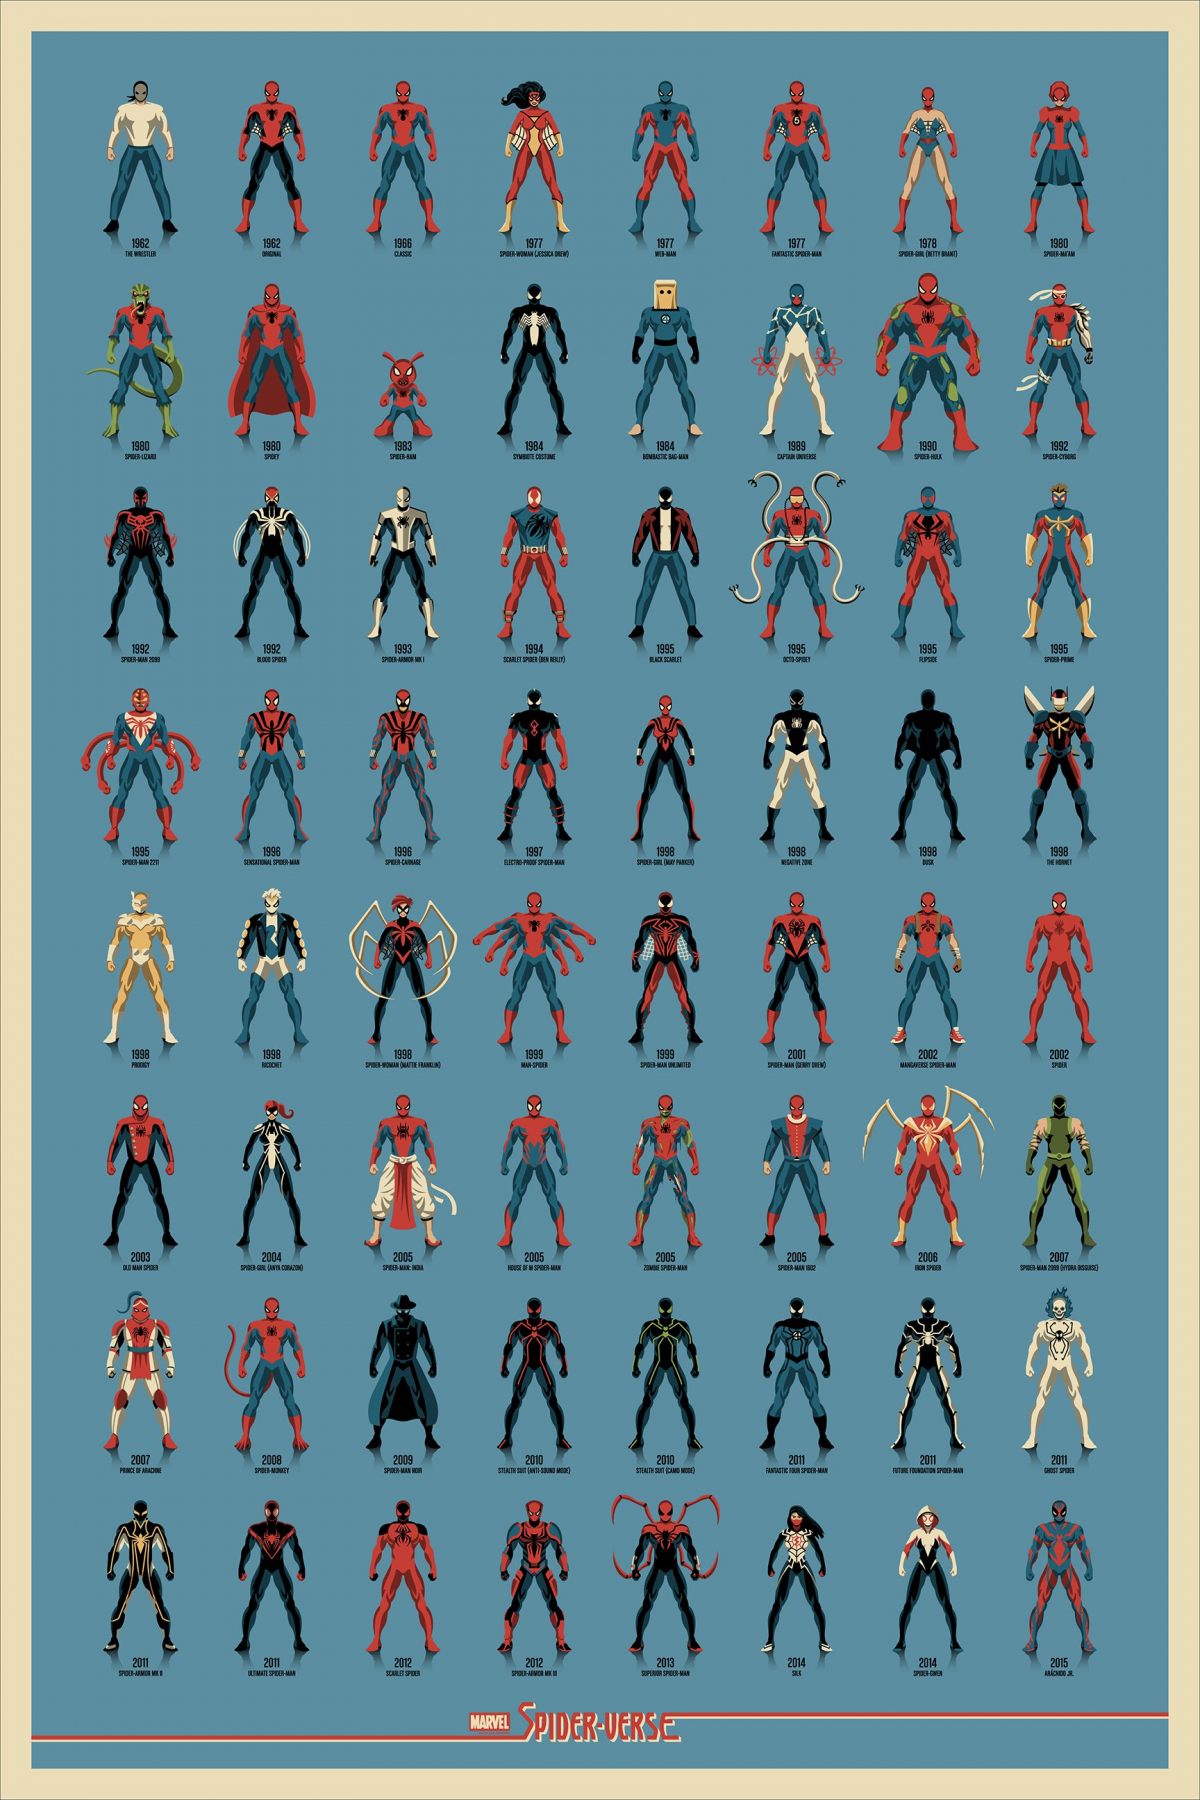 1962
THE WRESTLER
1962
ORIGINAL
1966
CLASSIC
1977
SPIDER-WOMAN (JESSICA DREW)
1977
WEB-MAN
1977
FANTASTIC SPIDER-MAN
1978
SPIDER-GIRL (BETTY BRANT)
1980
SPIDER-MA'AM
1980
SPIDER-LIZARD
1980
SPIDEY
1983
SPIDER-HAM
1984
SYMBIOTE COSTUME
1984
BOMBASTIC BAG-MAN
1989
CAPTAIN UNIVERSE
1990
SPIDER-HULK
1992
SPIDER-CYBORG
1992
SPIDER-MAN 2099
1992
BLOOD SPIDER
1993
SPIDER-ARMOR MK I
1994
SCARLET SPIDER (BEN REILLY)
1995
BLACK SCARLET
1995
OCTO-SPIDEY
1995
FLIPSIDE
1995
SPIDER-PRIME
1995
SPIDER-MAN 2211
1996
SENSATIONAL SPIDER-MAN
1996
SPIDER-CARNAGE
1997
ELECTRO-PROOF SPIDER-MAN
1998
SPIDER-GIRL (MAY PARKER)
1998
NEGATIVE ZONE
1998
DUSK
1998
THE HORNET
1998
PRODIGY
1998
RICOCHET
1998
SPIDER-WOMAN (MATTIE FRANKLIN)
1999
MAN-SPIDER
1999
SPIDER-MAN UNLIMITED
2001
SPIDER-MAN (GERRY DREW)
2002
MANGAVERSE SPIDER-MAN
2002
SPIDER
2003
OLD MAN SPIDER
2004
SPIDER-GIRL (ANYA CORAZON)
2005
SPIDER-MAN: INDIA
2005
HOUSE OF M SPIDER-MAN
2005
ZOMBIE SPIDER-MAN
2005
SPIDER-MAN 1602
2006
IRON SPIDER
2007
SPIDER-MAN 2099 (HYDRA DISGUISE)
2007
PRINCE OF ARACHNE
2008
SPIDER-MONKEY
2009
SPIDER-MAN NOIR
2010
STEALTH SUIT (ANTI-SOUND MODE)
2010
STEALTH SUIT (CAMO MODE)
2011
FANTASTIC FOUR SPIDER-MAN
2011
FUTURE FOUNDATION SPIDER-MAN
2011
GHOST SPIDER
2011
SPIDER-ARMOR MK II
2011
ULTIMATE SPIDER-MAN
2012
SCARLET SPIDER
2012
SPIDER-ARMOR MK III
2013
SUPERIOR SPIDER-MAN
2014
SILK
2014
SPIDER-GWEN
2015
ARÁCNIDO JR.
MARVEL SPIDER-VERSE